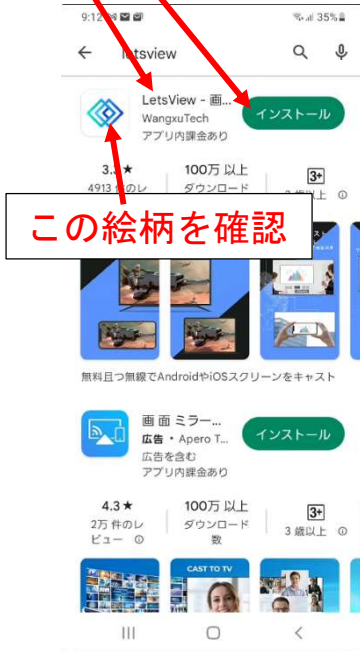 9:12
35%
letsview
LetsView - 画...
WangxuTech
アプリ内課金あり
インストール
100万 以上
3+
4913
ダウンロード
この絵柄を確認
無料且つ無線でAndroidやiOSスクリーンをキャスト
画面 ミラー...
広告 • Apero T...
広告を含む
アプリ内課金あり
インストール
4.3★
100万 以上
3+
2万 件のレ
ビュー
ダウンロード
数
3 歳以上
CAST TO TV